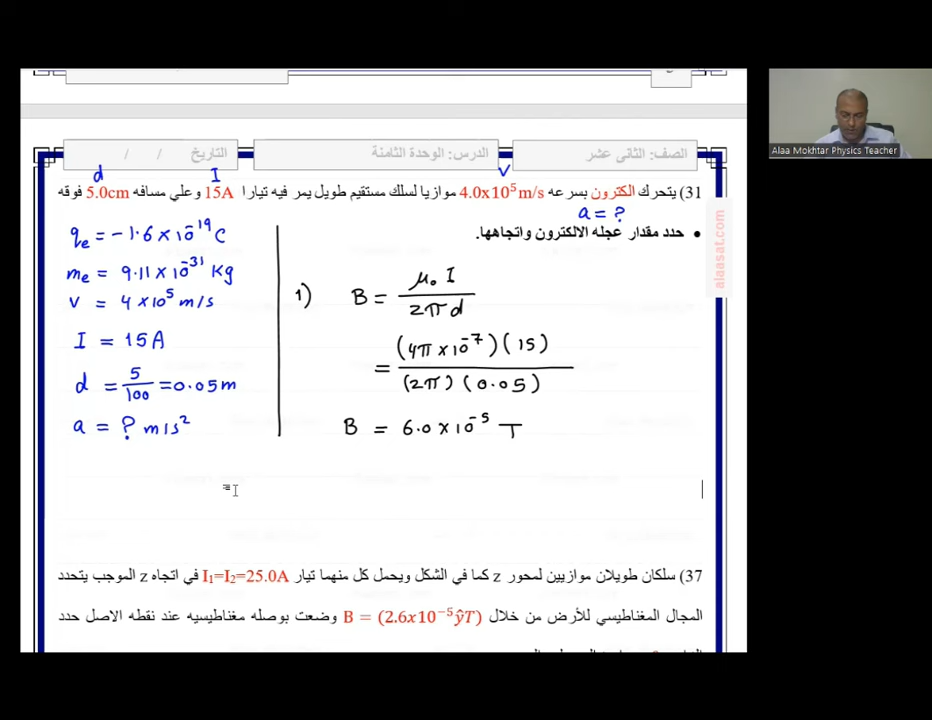 Alaa Mokhtar Physics Teacher
الصف: الثانى عشر
الدرس: الوحدة الثامنة
التاريخ / /
d I V
31) يتحرك الكترون بسرعه 4.0x10⁵m/s موازيا لسلك مستقيم طويل يمر فيه تيارا 15A وعلي مسافه 5.0cm فوقه
a = ?
• حدد مقدار عجله الالكترون واتجاهها.
qe = -1.6 × 10⁻¹⁹ C
me = 9.11 × 10⁻³¹ Kg
v = 4 × 10⁵ m/s
I = 15A
d = 5/100 = 0.05 m
a = ? m/s²
1) B = μ₀ I / 2π d
= (4π × 10⁻⁷) (15) / (2π) (0.05)
B = 6.0 × 10⁻⁵ T
alaasat.com
37) سلكان طويلان موازيين لمحور z كما في الشكل ويحمل كل منهما تيار I₁=I₂=25.0A في اتجاه z الموجب يتحدد
المجال المغناطيسي للأرض من خلال B = (2.6x10⁻⁵ŷT) وضعت بوصله مغناطيسيه عند نقطه الاصل حدد